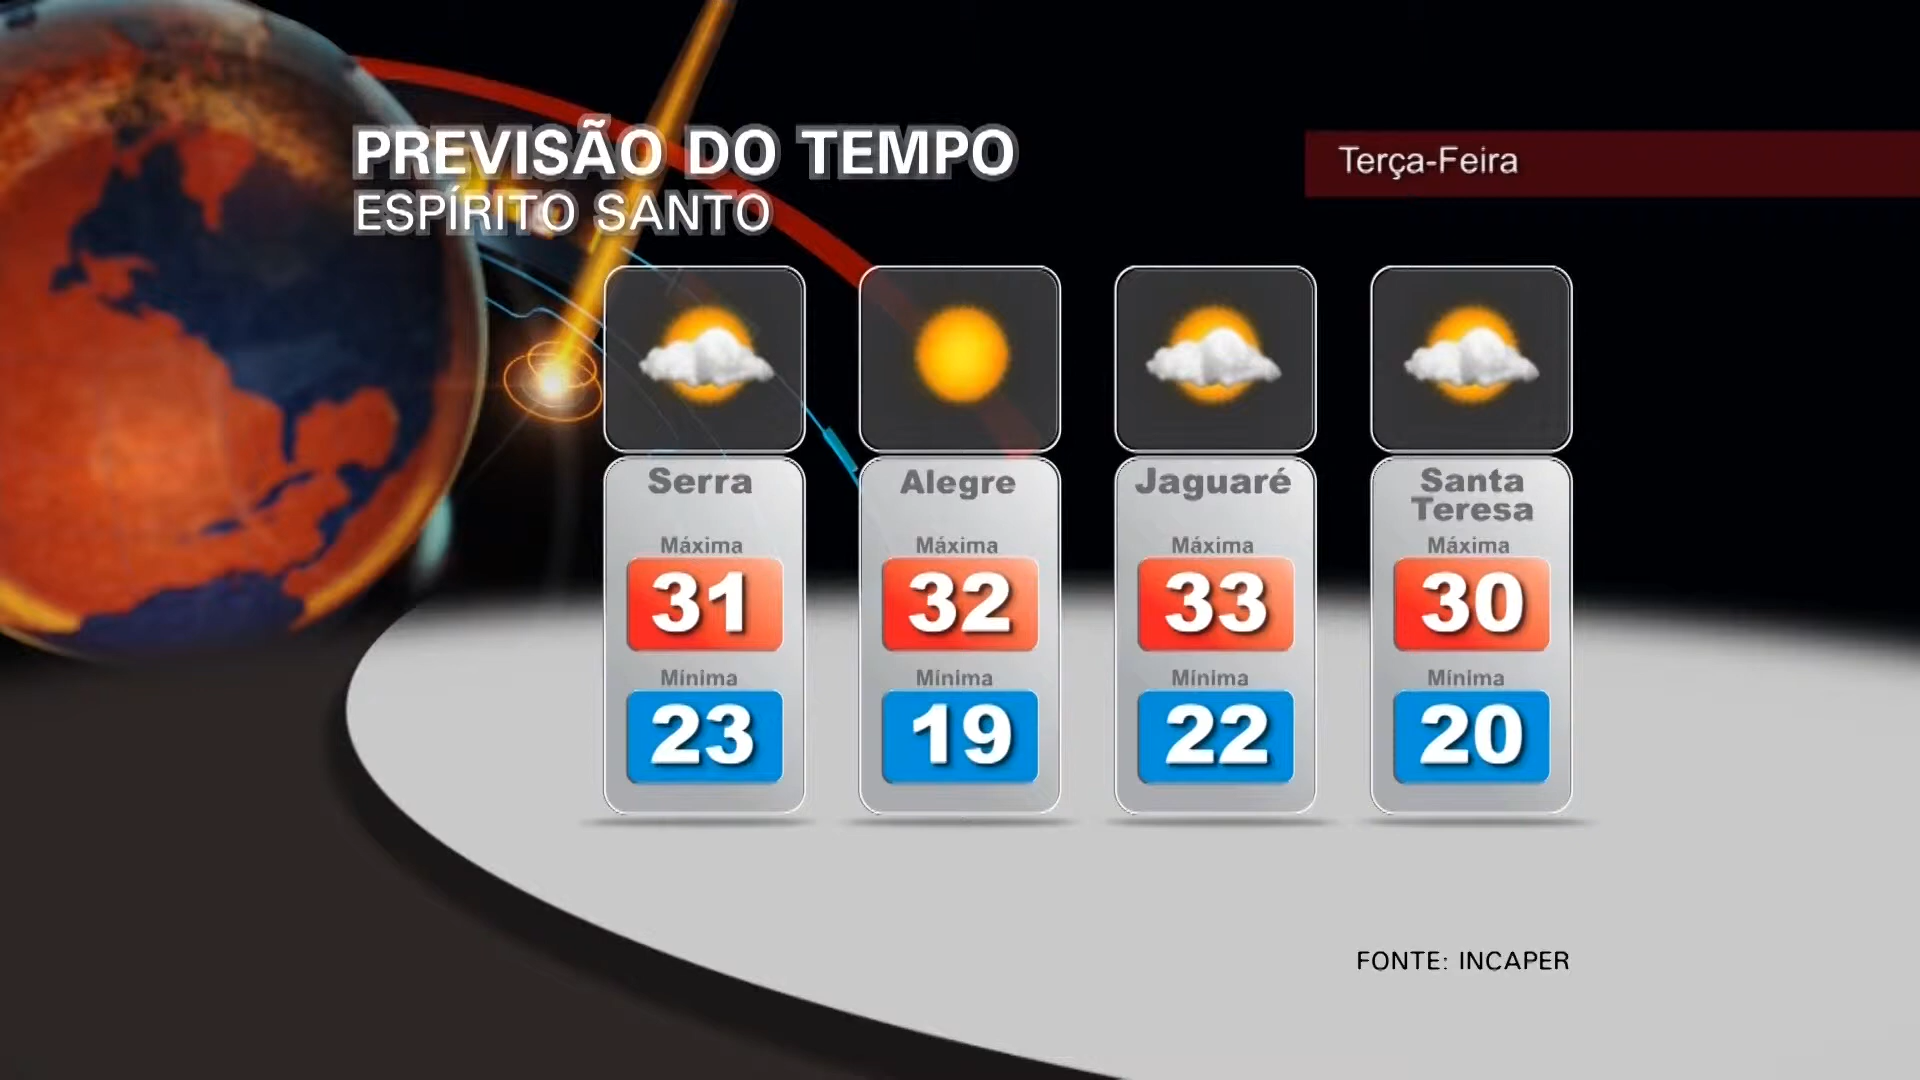 PREVISÃO DO TEMPO
ESPÍRITO SANTO
Terça-Feira
Serra
Máxima
31
Mínima
23
Alegre
Máxima
32
Mínima
19
Jaguaré
Máxima
33
Mínima
22
Santa
Teresa
Máxima
30
Mínima
20
FONTE: INCAPER